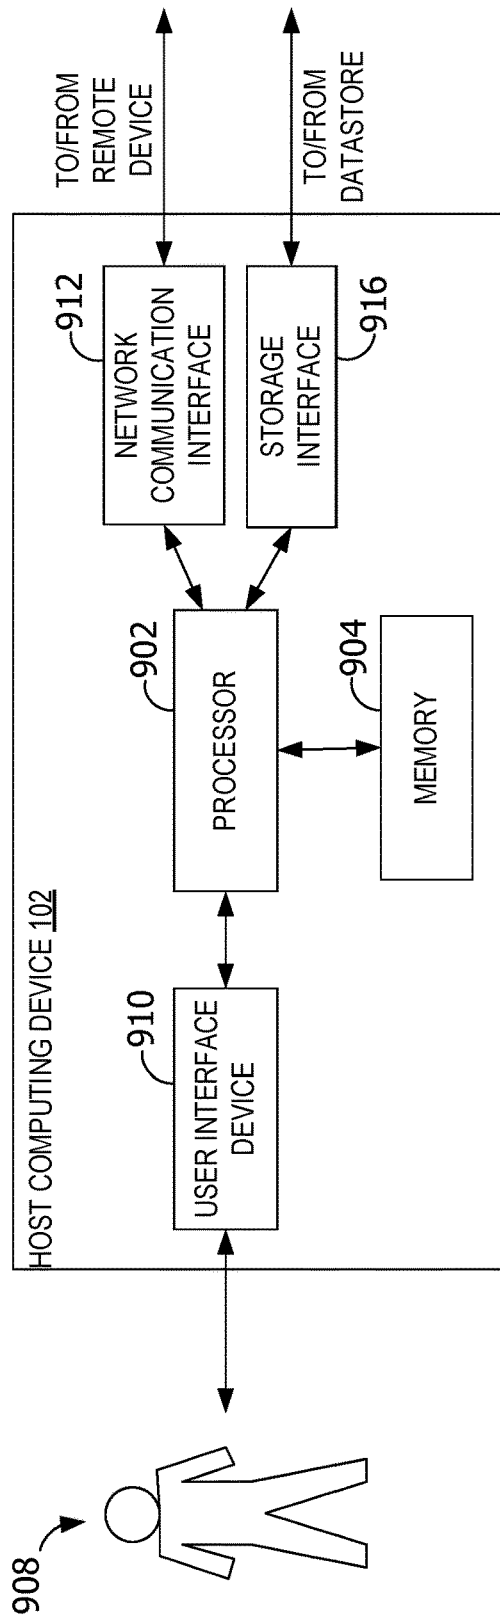 HOST COMPUTING DEVICE 102
908
910
USER INTERFACE
DEVICE
902
PROCESSOR
904
MEMORY
912
NETWORK
COMMUNICATION
INTERFACE
STORAGE
INTERFACE
916
TO/FROM
REMOTE
DEVICE
TO/FROM
DATASTORE